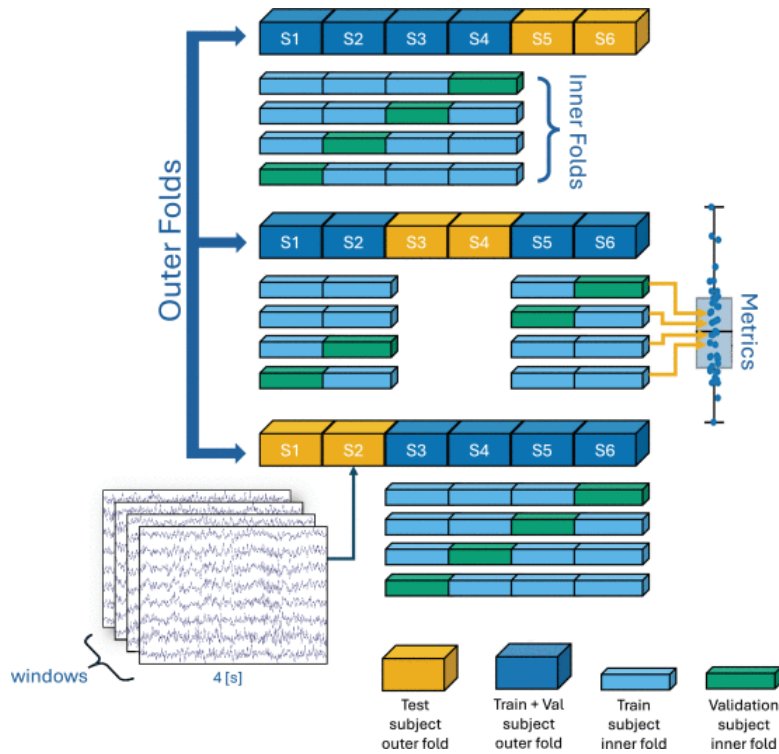 S1 S2 S3 S4 S5 S6
Inner Folds
Outer Folds
S1 S2 S3 S4 S5 S6
Metrics
S1 S2 S3 S4 S5 S6
windows
4 [s]
Test
subject
outer fold
Train + Val
subject
outer fold
Train
subject
inner fold
Validation
subject
inner fold